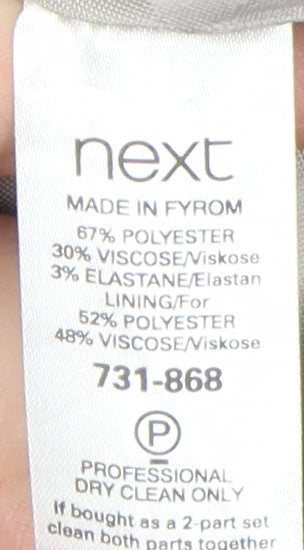 next
MADE IN FYROM
67% POLYESTER
30% VISCOSE/Viskose
3% ELASTANE/Elastan
LINING/For
52% POLYESTER
48% VISCOSE/Viskose
731-868
P
PROFESSIONAL
DRY CLEAN ONLY
If bought as a 2-part set
clean both parts together